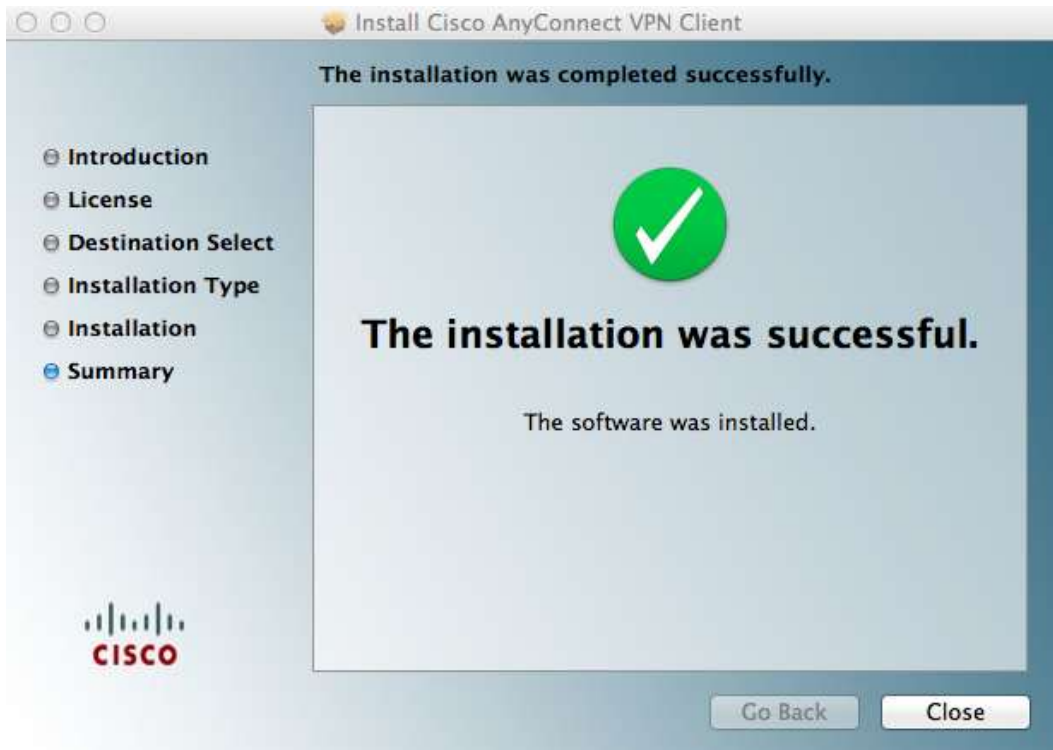 Install Cisco AnyConnect VPN Client
The installation was completed successfully.
Introduction
License
Destination Select
Installation Type
Installation
Summary
The installation was successful.
The software was installed.
CISCO
Go Back
Close